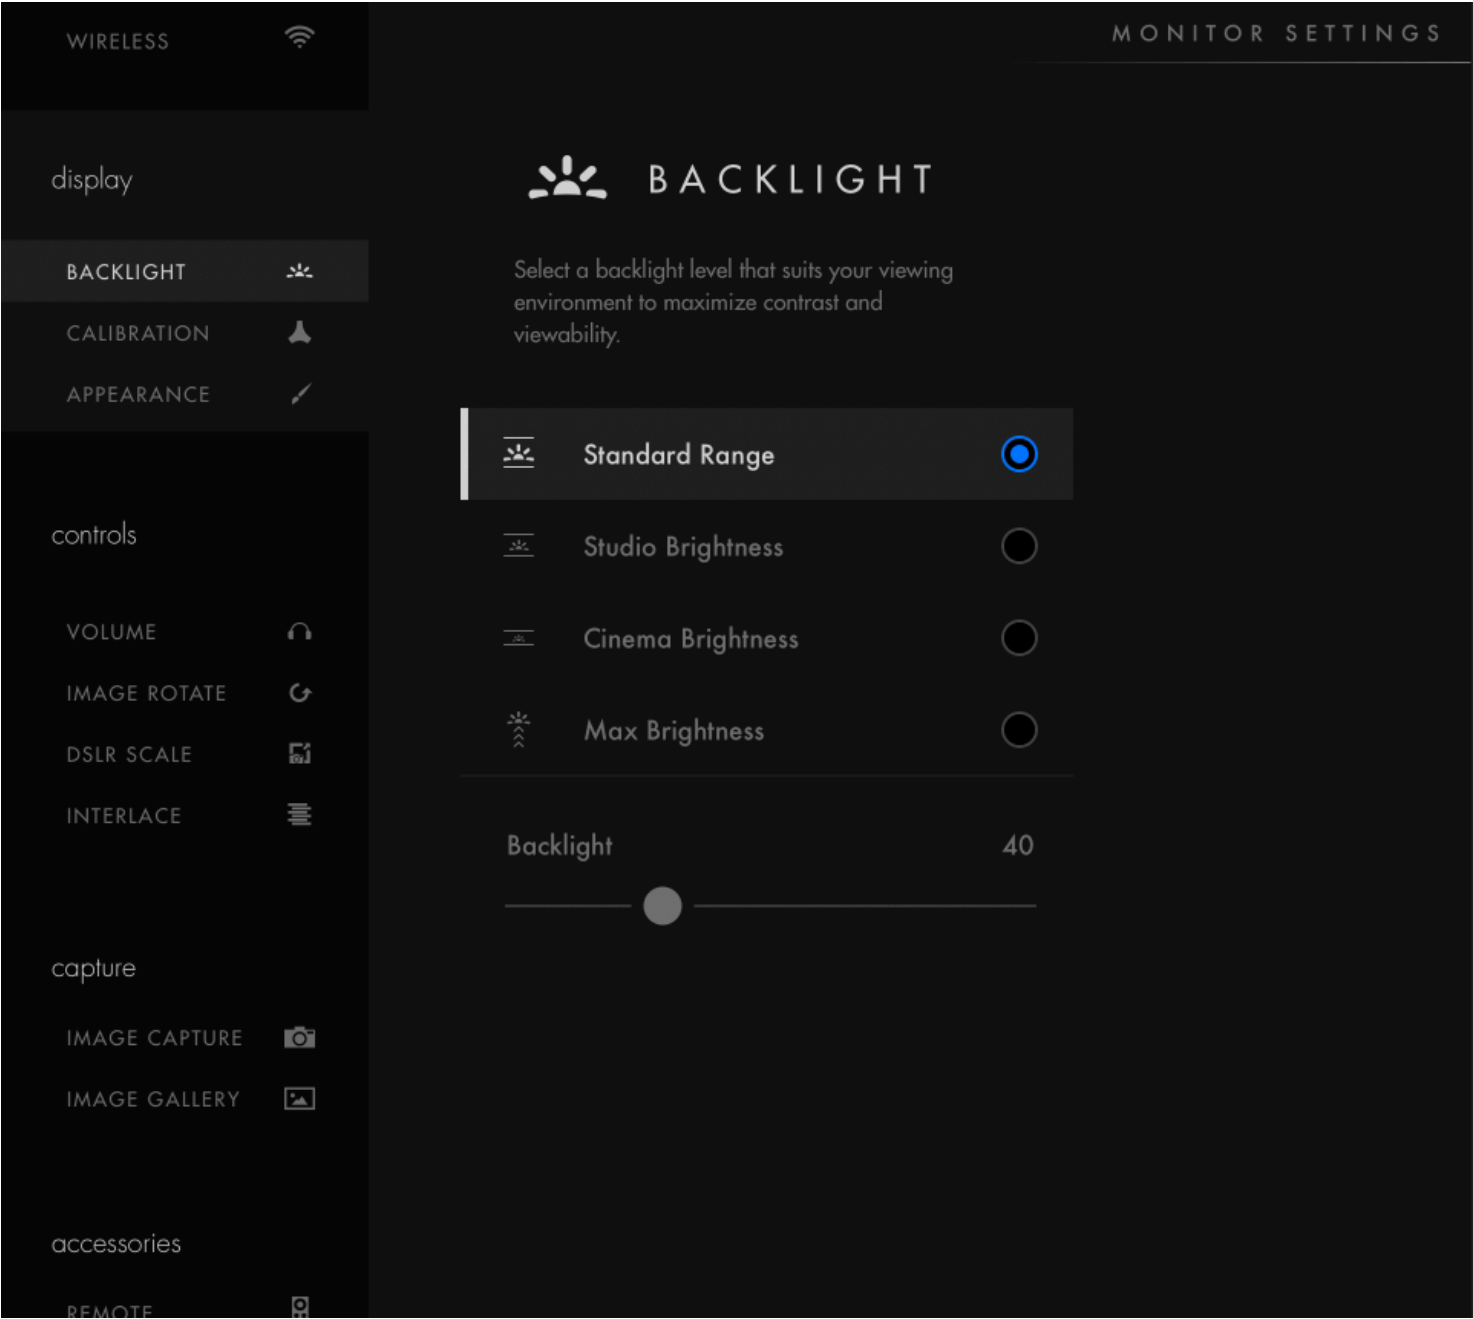 WIRELESS
MONITOR SETTINGS
display
BACKLIGHT
CALIBRATION
APPEARANCE
controls
VOLUME
IMAGE ROTATE
DSLR SCALE
INTERLACE
capture
IMAGE CAPTURE
IMAGE GALLERY
accessories
REMOTE
BACKLIGHT
Select a backlight level that suits your viewing
environment to maximize contrast and
viewability.
Standard Range
Studio Brightness
Cinema Brightness
Max Brightness
Backlight 40